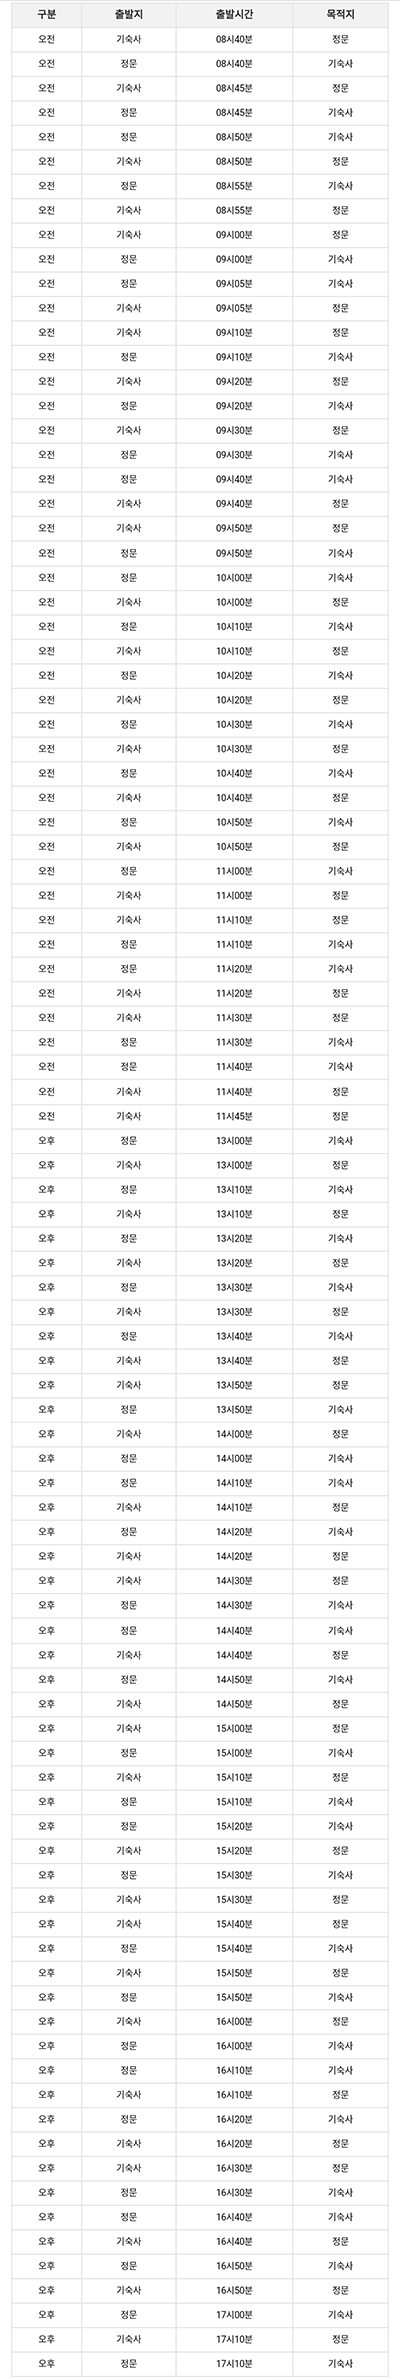 구분 출발지 출발시간 목적지
오전 기숙사 08시40분 정문
오전 정문 08시40분 기숙사
오전 기숙사 08시45분 정문
오전 정문 08시45분 기숙사
오전 정문 08시50분 기숙사
오전 기숙사 08시50분 정문
오전 정문 08시55분 기숙사
오전 기숙사 08시55분 정문
오전 기숙사 09시00분 정문
오전 정문 09시00분 기숙사
오전 정문 09시05분 기숙사
오전 기숙사 09시05분 정문
오전 기숙사 09시10분 정문
오전 정문 09시10분 기숙사
오전 기숙사 09시20분 정문
오전 정문 09시20분 기숙사
오전 기숙사 09시30분 정문
오전 정문 09시30분 기숙사
오전 정문 09시40분 기숙사
오전 기숙사 09시40분 정문
오전 기숙사 09시50분 정문
오전 정문 09시50분 기숙사
오전 정문 10시00분 기숙사
오전 기숙사 10시00분 정문
오전 정문 10시10분 기숙사
오전 기숙사 10시10분 정문
오전 정문 10시20분 기숙사
오전 기숙사 10시20분 정문
오전 정문 10시30분 기숙사
오전 기숙사 10시30분 정문
오전 정문 10시40분 기숙사
오전 기숙사 10시40분 정문
오전 정문 10시50분 기숙사
오전 기숙사 10시50분 정문
오전 정문 11시00분 기숙사
오전 기숙사 11시00분 정문
오전 기숙사 11시10분 정문
오전 정문 11시10분 기숙사
오전 정문 11시20분 기숙사
오전 기숙사 11시20분 정문
오전 기숙사 11시30분 정문
오전 정문 11시30분 기숙사
오전 정문 11시40분 기숙사
오전 기숙사 11시40분 정문
오전 기숙사 11시45분 정문
오후 정문 13시00분 기숙사
오후 기숙사 13시00분 정문
오후 정문 13시10분 기숙사
오후 기숙사 13시10분 정문
오후 정문 13시20분 기숙사
오후 기숙사 13시20분 정문
오후 정문 13시30분 기숙사
오후 기숙사 13시30분 정문
오후 정문 13시40분 기숙사
오후 기숙사 13시40분 정문
오후 기숙사 13시50분 정문
오후 정문 13시50분 기숙사
오후 기숙사 14시00분 정문
오후 정문 14시00분 기숙사
오후 정문 14시10분 기숙사
오후 기숙사 14시10분 정문
오후 정문 14시20분 기숙사
오후 기숙사 14시20분 정문
오후 기숙사 14시30분 정문
오후 정문 14시30분 기숙사
오후 정문 14시40분 기숙사
오후 기숙사 14시40분 정문
오후 정문 14시50분 기숙사
오후 기숙사 14시50분 정문
오후 기숙사 15시00분 정문
오후 정문 15시00분 기숙사
오후 기숙사 15시10분 정문
오후 정문 15시10분 기숙사
오후 정문 15시20분 기숙사
오후 기숙사 15시20분 정문
오후 정문 15시30분 기숙사
오후 기숙사 15시30분 정문
오후 기숙사 15시40분 정문
오후 정문 15시40분 기숙사
오후 기숙사 15시50분 정문
오후 정문 15시50분 기숙사
오후 기숙사 16시00분 정문
오후 정문 16시00분 기숙사
오후 정문 16시10분 기숙사
오후 기숙사 16시10분 정문
오후 정문 16시20분 기숙사
오후 기숙사 16시20분 정문
오후 기숙사 16시30분 정문
오후 정문 16시30분 기숙사
오후 정문 16시40분 기숙사
오후 기숙사 16시40분 정문
오후 정문 16시50분 기숙사
오후 기숙사 16시50분 정문
오후 정문 17시00분 기숙사
오후 기숙사 17시10분 정문
오후 정문 17시10분 기숙사